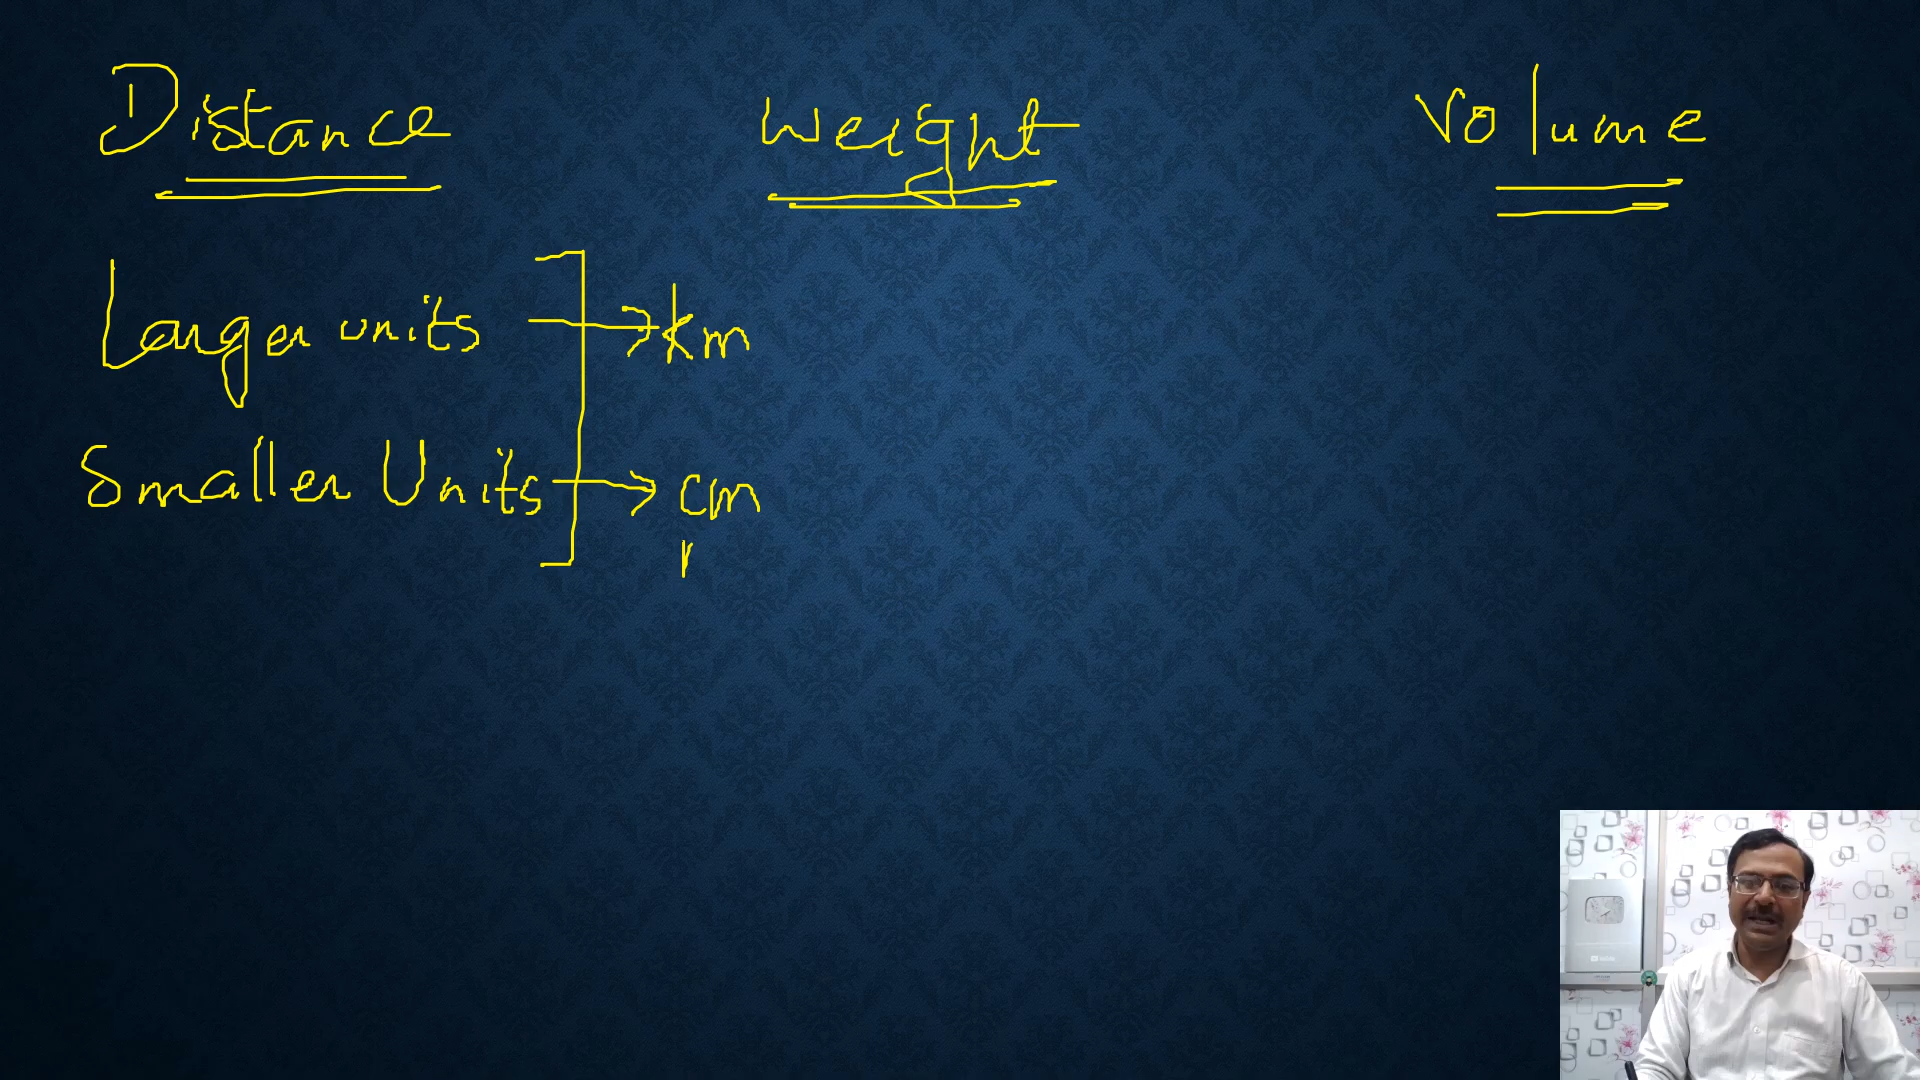 Distance Weight Volume
Larger units → km
Smaller Units → cm